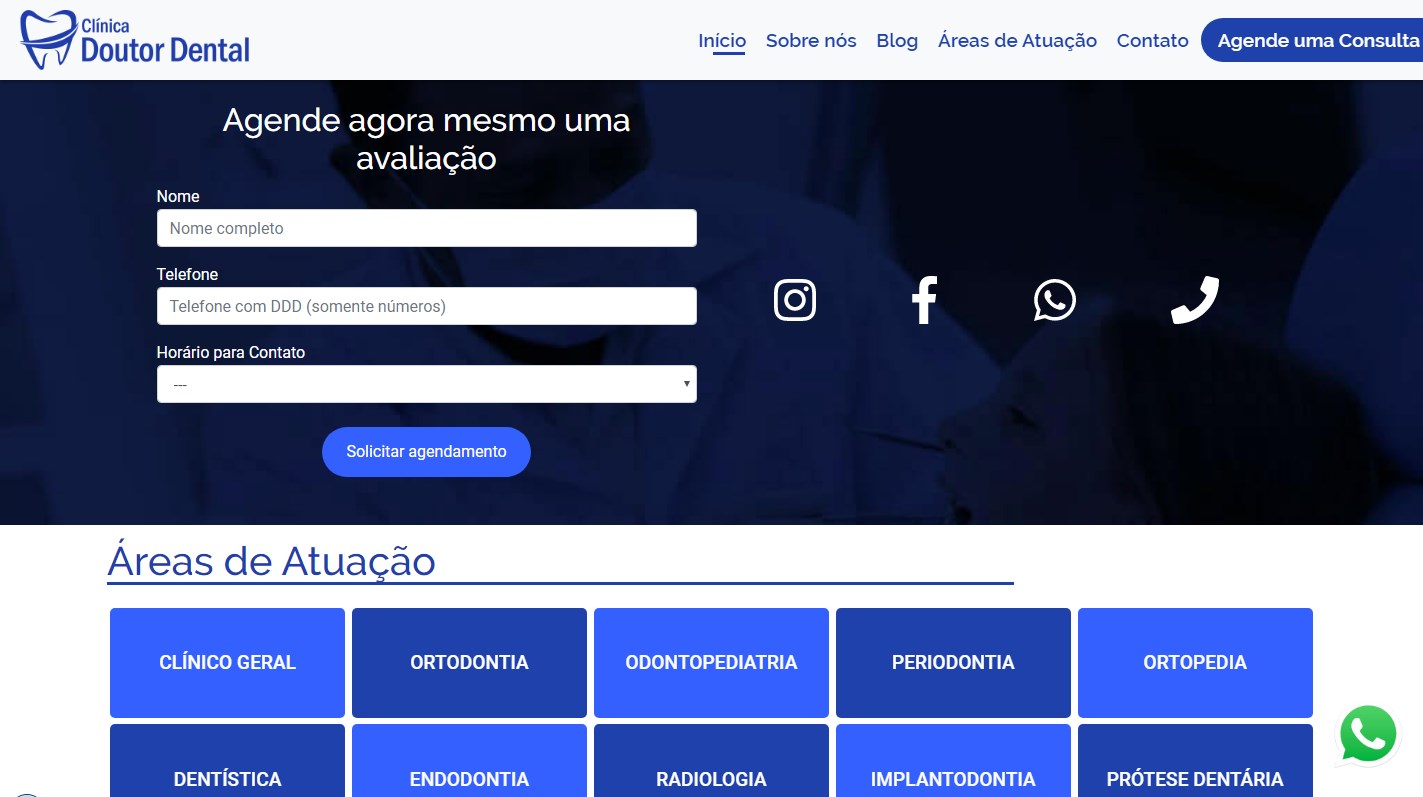 Clínica
Doutor Dental
Início Sobre nós Blog Áreas de Atuação Contato Agende uma Consulta
Agende agora mesmo uma
avaliação
Nome
Nome completo
Telefone
Telefone com DDD (somente números)
Horário para Contato
---
Solicitar agendamento
Áreas de Atuação
CLÍNICO GERAL ORTODONTIA ODONTOPEDIATRIA PERIODONTIA ORTOPEDIA
DENTÍSTICA ENDODONTIA RADIOLOGIA IMPLANTODONTIA PRÓTESE DENTÁRIA